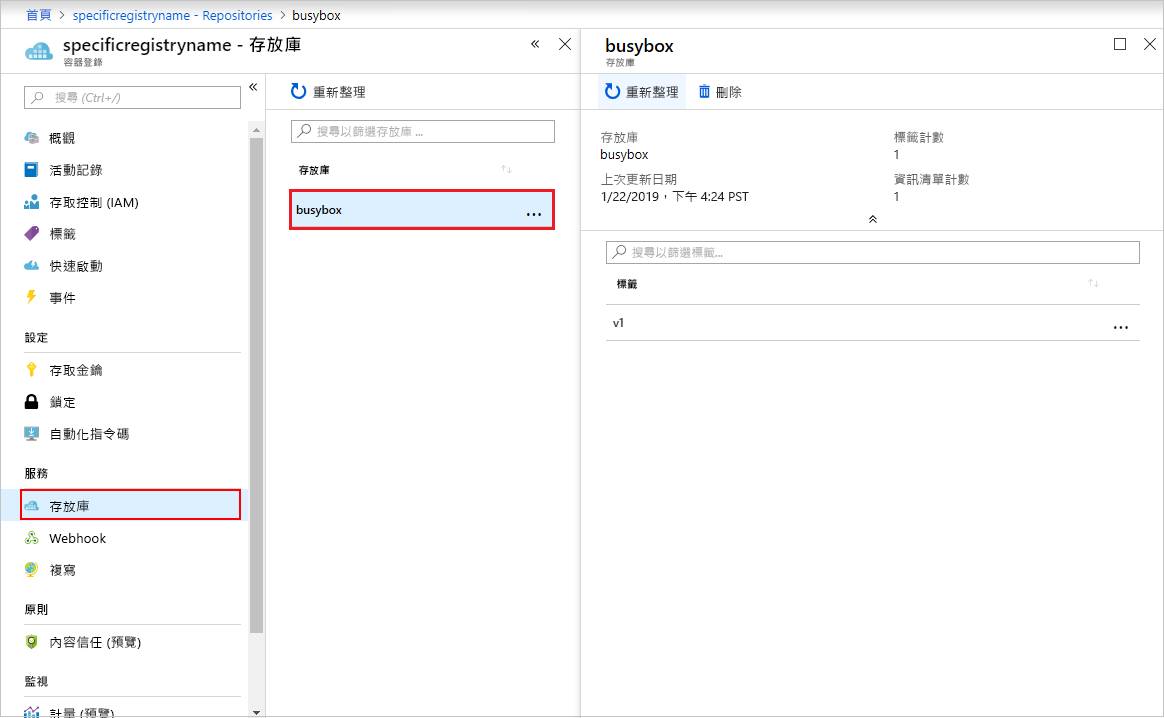 首頁 > specificregistryname - Repositories > busybox
specificregistryname - 存放庫
容器登錄
搜尋 (Ctrl+/)
概觀
活動記錄
存取控制 (IAM)
標籤
快速啟動
事件
設定
存取金鑰
鎖定
自動化指令碼
服務
存放庫
Webhook
複寫
原則
內容信任 (預覽)
監視
計量 (預覽)
重新整理
搜尋以篩選存放庫 ...
存放庫
busybox
busybox
存放庫
重新整理 刪除
存放庫 標籤計數
busybox 1
上次更新日期 資訊清單計數
1/22/2019，下午 4:24 PST 1
搜尋以篩選標籤...
標籤
v1